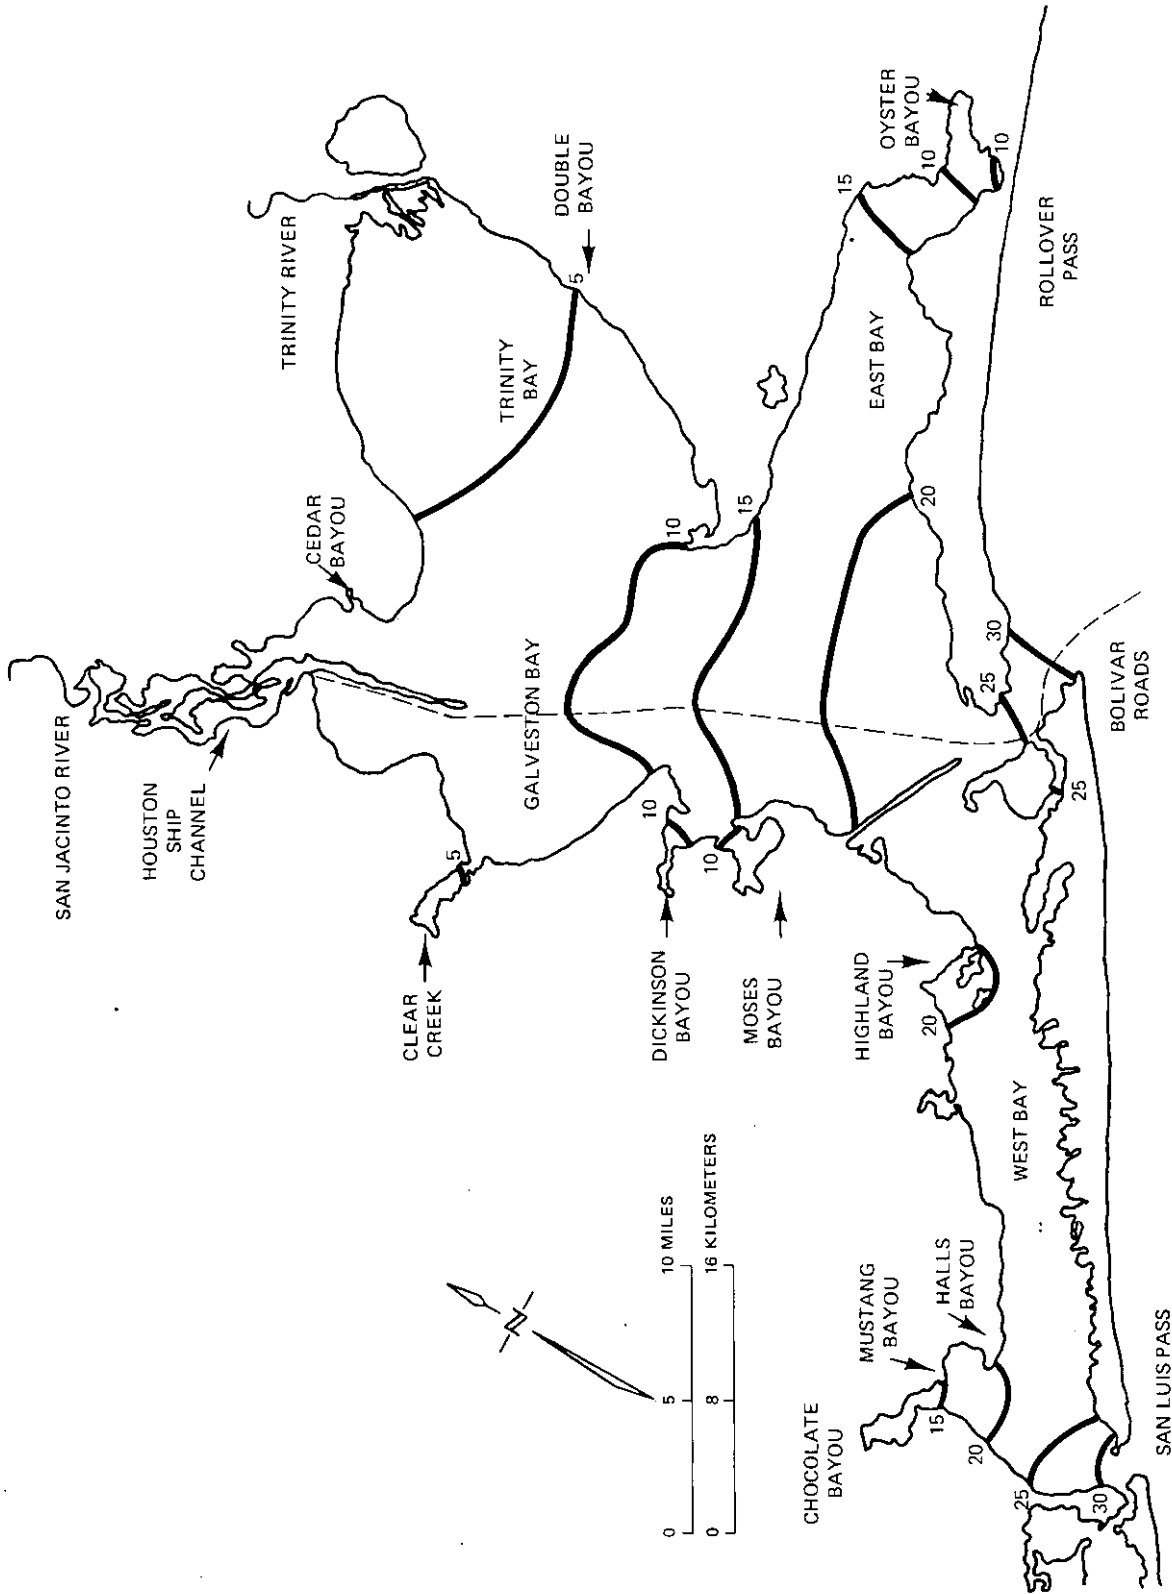 SAN JACINTO RIVER
HOUSTON
SHIP
CHANNEL
CEDAR
BAYOU
TRINITY RIVER
TRINITY
BAY
DOUBLE
BAYOU
5
CLEAR
CREEK
5
GALVESTON BAY
10
10
15
DICKINSON
BAYOU
10
MOSES
BAYOU
HIGHLAND
BAYOU
20
EAST BAY
15
OYSTER
BAYOU
10
10
20
ROLLOVER
PASS
30
25
BOLIVAR
ROADS
25
WEST BAY
N
0 5 10 MILES
0 8 16 KILOMETERS
CHOCOLATE
BAYOU
MUSTANG
BAYOU
HALLS
BAYOU
15
20
25
30
SAN LUIS PASS